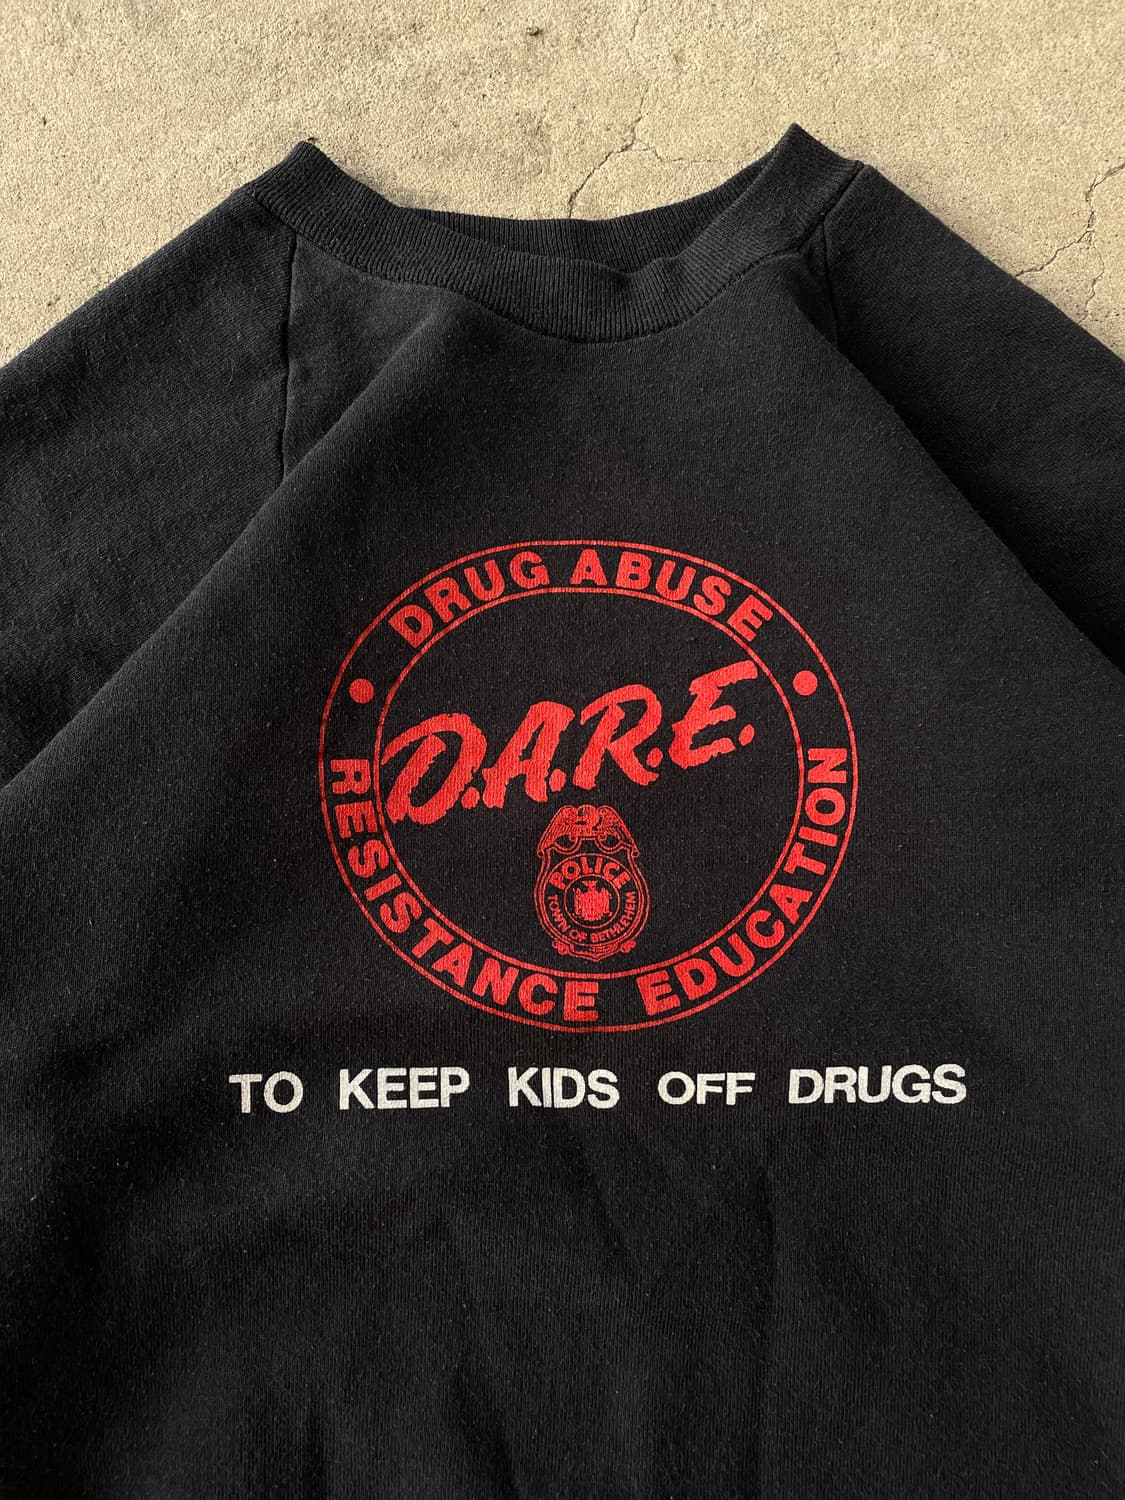 DRUG ABUSE
D.A.R.E.
POLICE
TOWN OF BETHLEHEM
RESISTANCE EDUCATION
TO KEEP KIDS OFF DRUGS